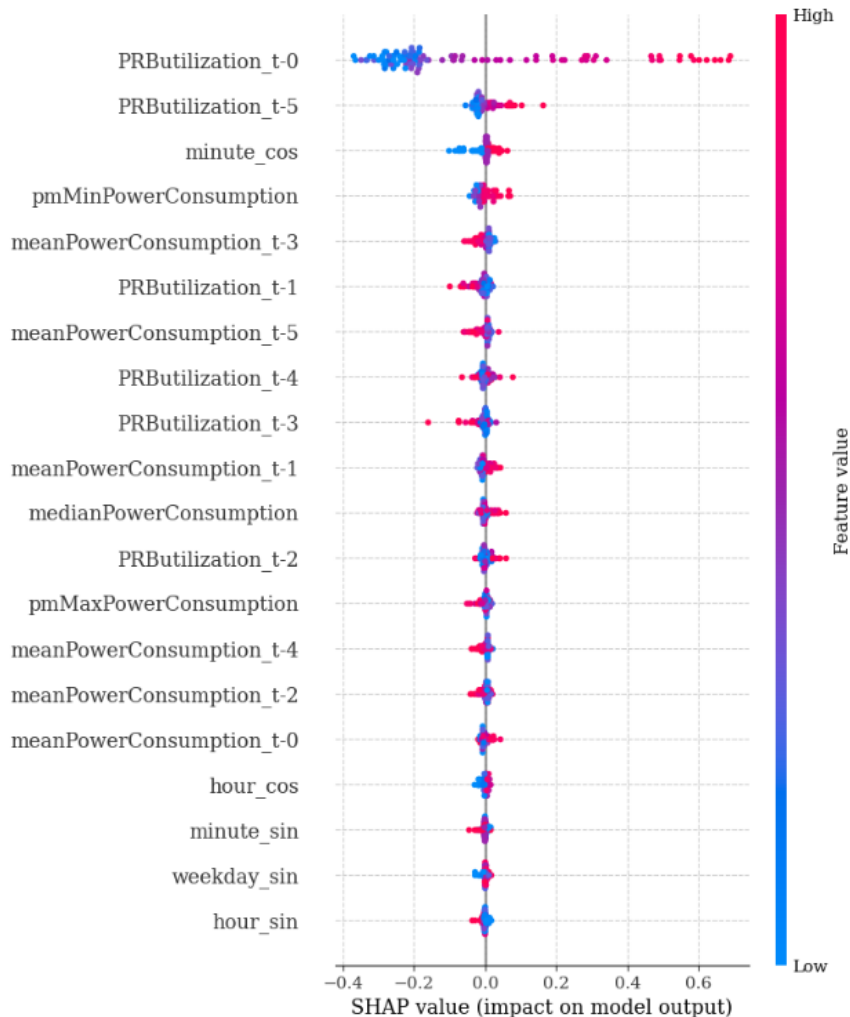 High
PRButilization_t-0
PRButilization_t-5
minute_cos
pmMinPowerConsumption
meanPowerConsumption_t-3
PRButilization_t-1
meanPowerConsumption_t-5
PRButilization_t-4
PRButilization_t-3
meanPowerConsumption_t-1
medianPowerConsumption
PRButilization_t-2
pmMaxPowerConsumption
meanPowerConsumption_t-4
meanPowerConsumption_t-2
meanPowerConsumption_t-0
hour_cos
minute_sin
weekday_sin
hour_sin
Feature value
Low
−0.4 −0.2 0.0 0.2 0.4 0.6
SHAP value (impact on model output)